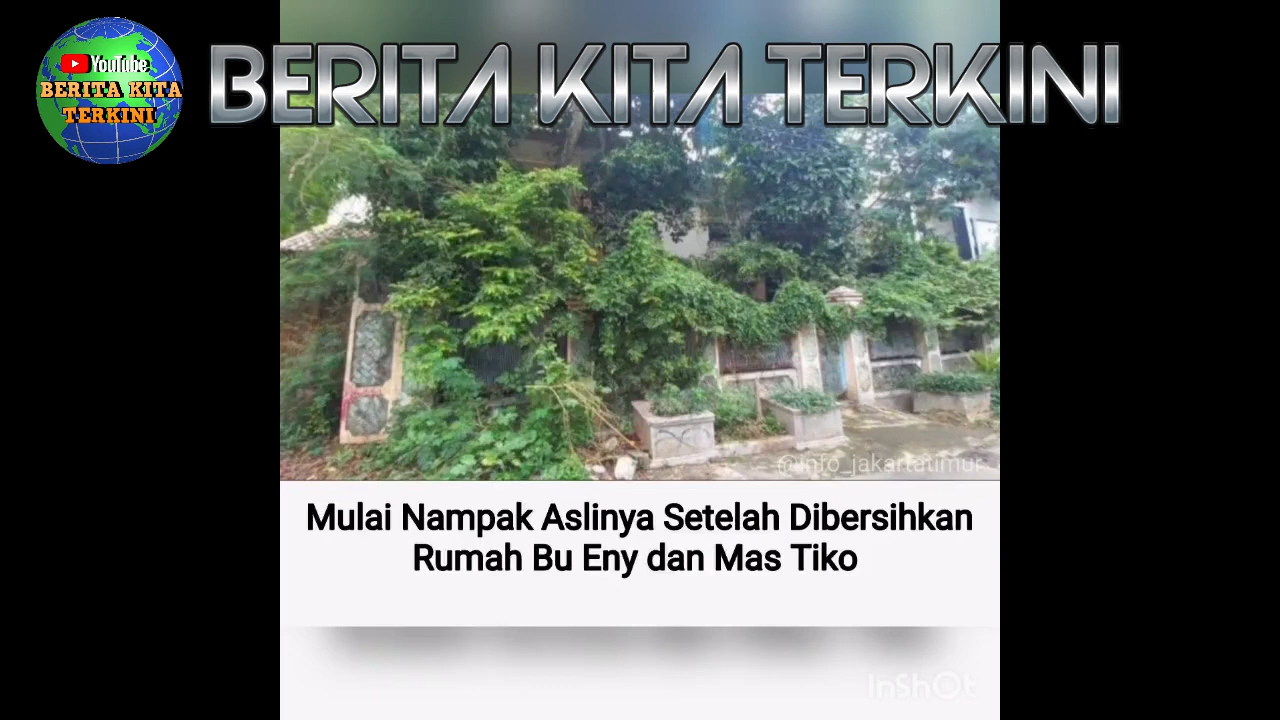 YouTube
BERITA KITA
TERKINI
BERITA KITA TERKINI
@info_jakartatimur
Mulai Nampak Aslinya Setelah Dibersihkan
Rumah Bu Eny dan Mas Tiko
InShOt